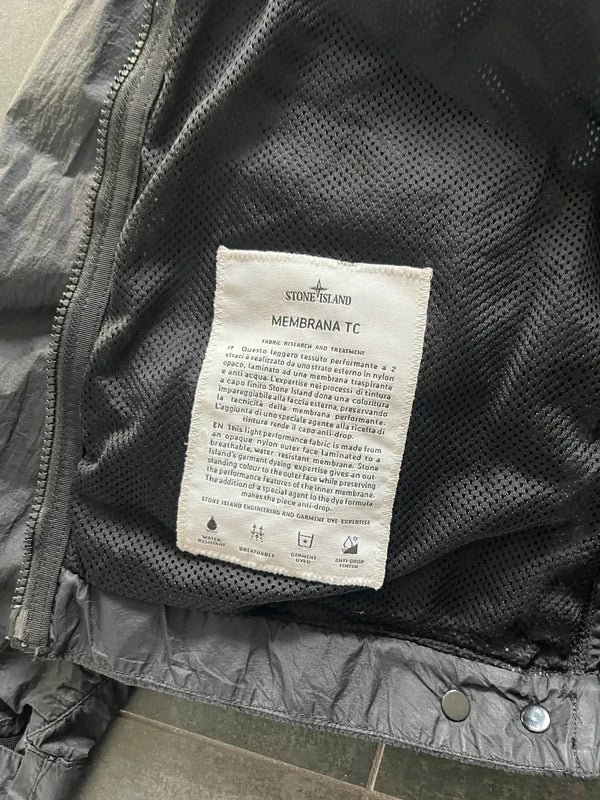 STONE ISLAND
MEMBRANA TC
FABRIC RESEARCH AND TREATMENT
IT Questo leggero tessuto performante a 2
strati è realizzato da uno strato esterno in nylon
opaco, laminato ad una membrana traspirante
e anti acqua. L'expertise nei processi di tintura
a capo finito Stone Island dona una coloritura
impareggiabile alla faccia esterna, preservando
la tecnicità della membrana performante.
L'aggiunta di uno speciale agente alla ricetta di
tintura rende il capo anti-drop.
EN This light performance fabric is made from
an opaque nylon outer face laminated to a
breathable, water resistant membrane. Stone
Island's garment dyeing expertise gives an out-
standing colour to the outer face while preserving
the performance features of the inner membrane.
The addition of a special agent to the dye formula
makes the piece anti-drop.
STONE ISLAND ENGINEERING AND GARMENT DYE EXPERTISE
WATER
RESISTANT
BREATHABLE
GARMENT
DYED
ANTI-DROP
FINISH